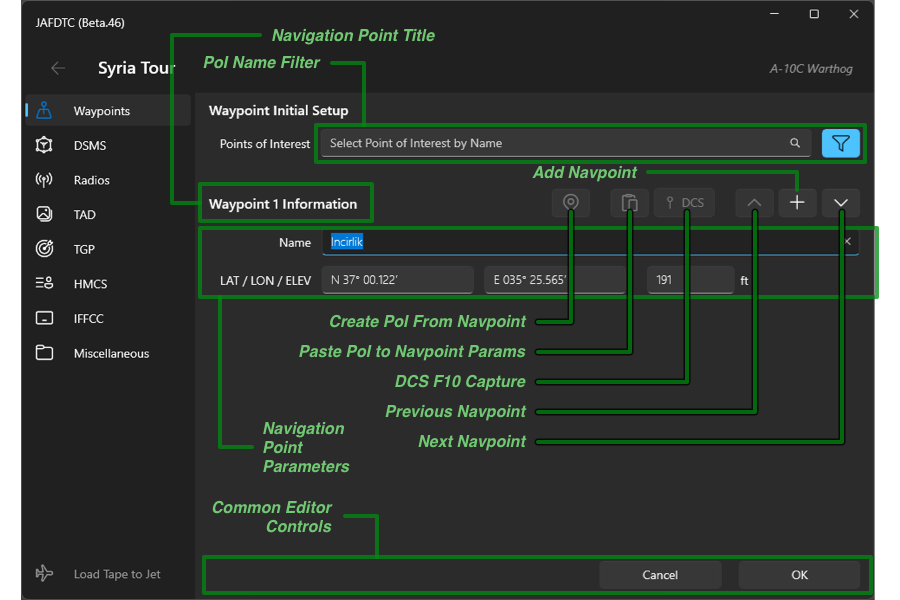 JAFDTC (Beta.46)
Navigation Point Title
Syria Tour
PoI Name Filter
A-10C Warthog
Waypoints
Waypoint Initial Setup
DSMS
Points of Interest
Select Point of Interest by Name
Radios
Add Navpoint
TAD
Waypoint 1 Information
DCS
TGP
Name
Incirlik
HMCS
LAT / LON / ELEV
N 37° 00.122’
E 035° 25.565’
191
ft
IFFCC
Create PoI From Navpoint
Miscellaneous
Paste PoI to Navpoint Params
DCS F10 Capture
Previous Navpoint
Next Navpoint
Navigation
Point
Parameters
Common Editor
Controls
Load Tape to Jet
Cancel
OK